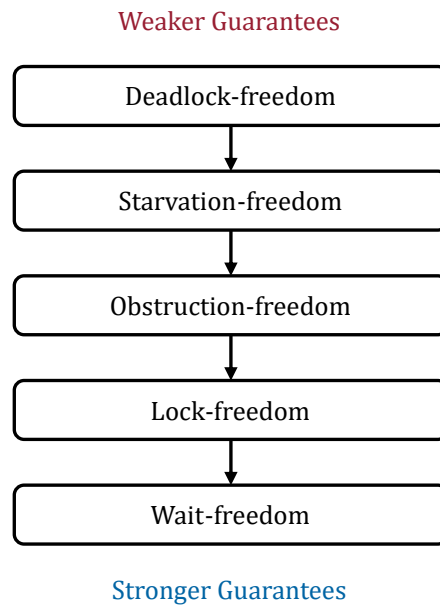 Weaker Guarantees
Deadlock-freedom
Starvation-freedom
Obstruction-freedom
Lock-freedom
Wait-freedom
Stronger Guarantees